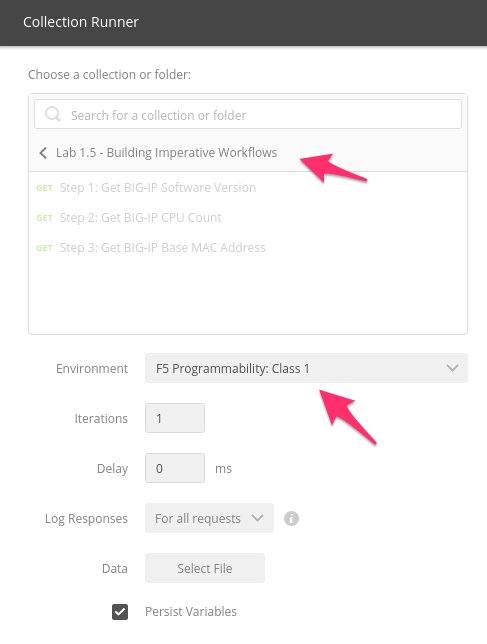 Collection Runner
Choose a collection or folder:
Search for a collection or folder
Lab 1.5 - Building Imperative Workflows
GET Step 1: Get BIG-IP Software Version
GET Step 2: Get BIG-IP CPU Count
GET Step 3: Get BIG-IP Base MAC Address
Environment F5 Programmability: Class 1
Iterations 1
Delay 0 ms
Log Responses For all requests
Data Select File
Persist Variables